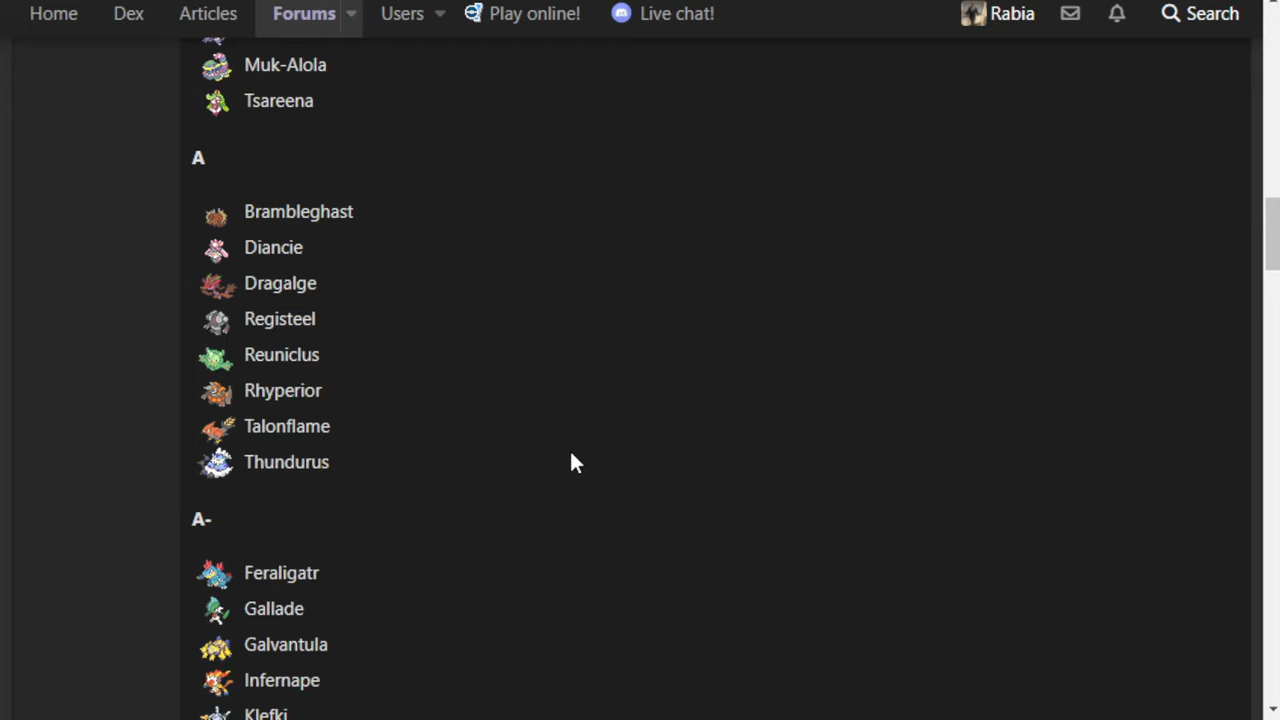 Home Dex Articles Forums Users Play online! Live chat! Rabia Search
Muk-Alola
Tsareena
A
Brambleghast
Diancie
Dragalge
Registeel
Reuniclus
Rhyperior
Talonflame
Thundurus
A-
Feraligatr
Gallade
Galvantula
Infernape
Klefki